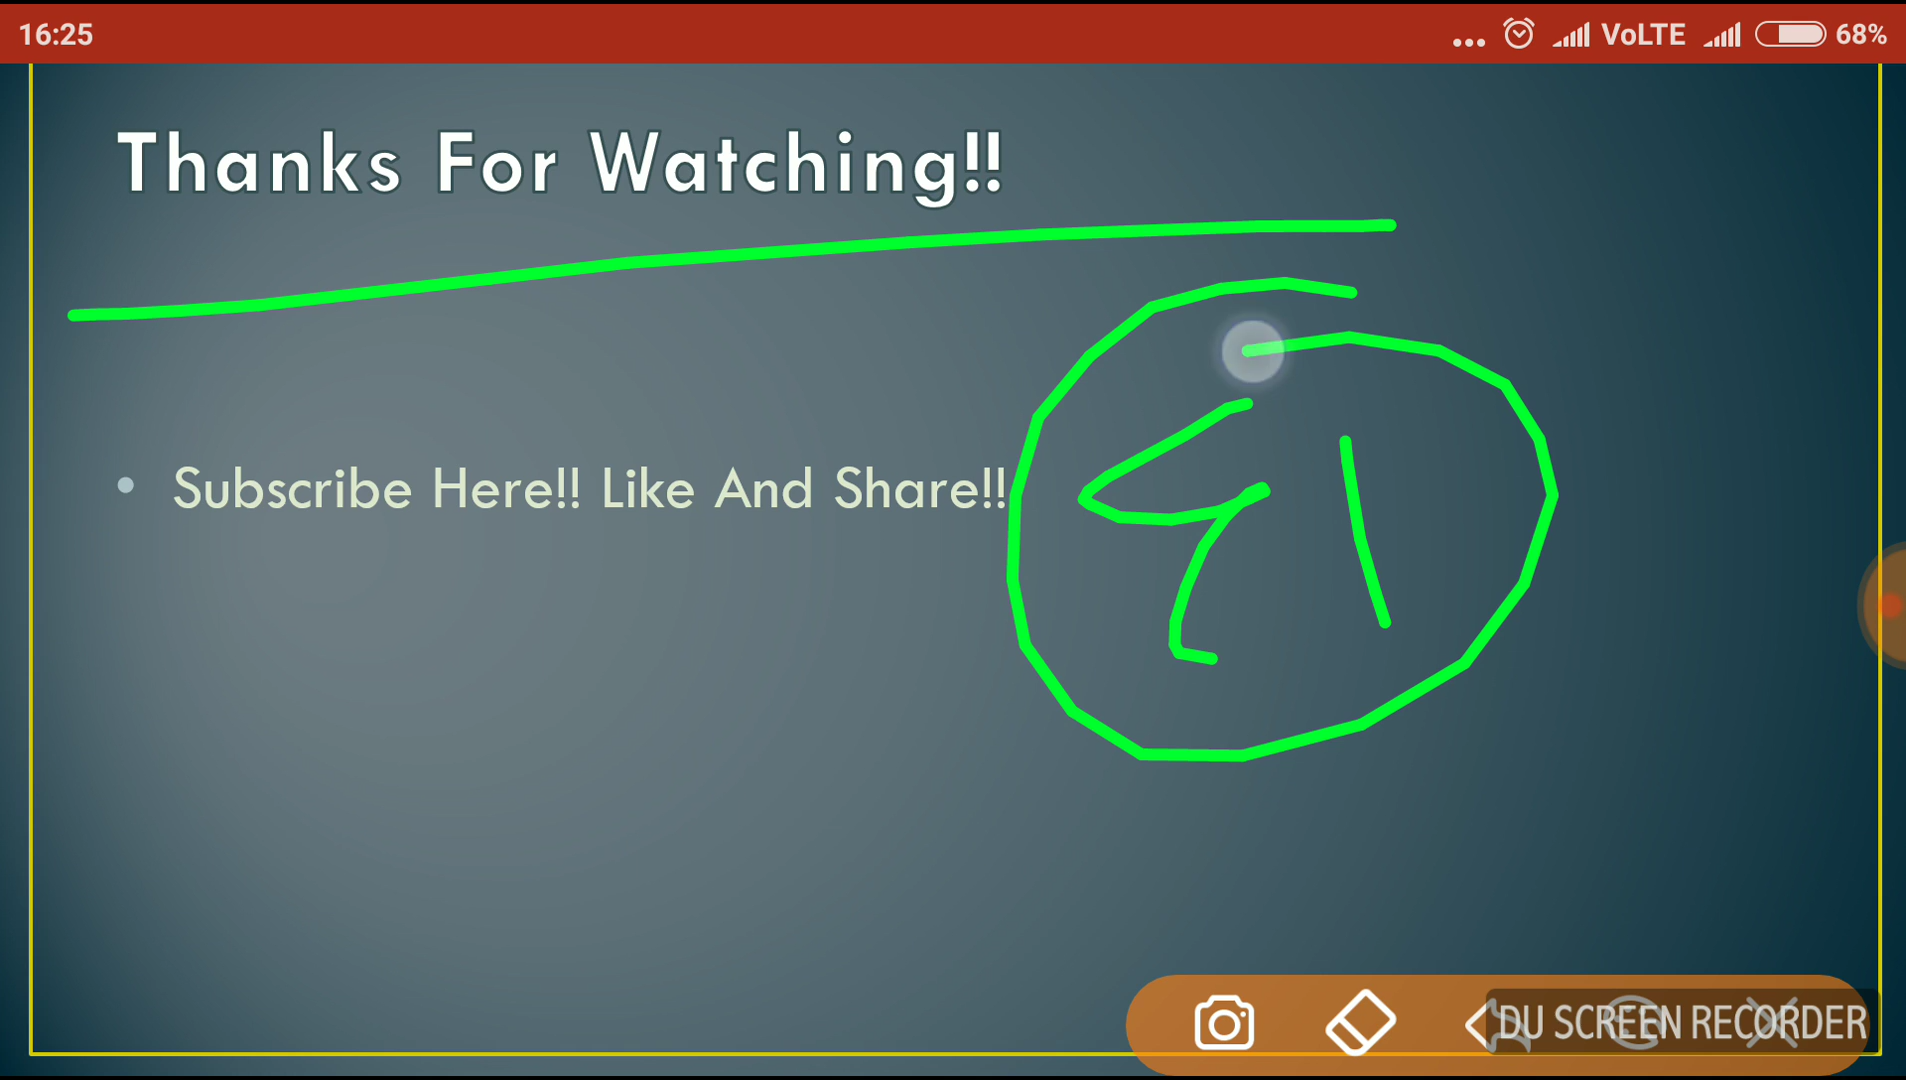 16:25 ... VoLTE 68%
Thanks For Watching!!
Subscribe Here!! Like And Share!!
DU SCREEN RECORDER